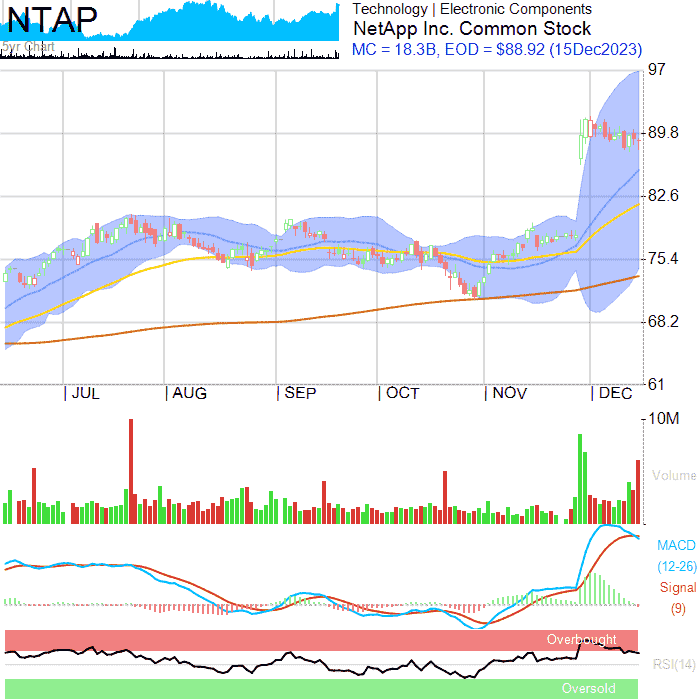 NTAP
5yr Chart
Technology | Electronic Components
NetApp Inc. Common Stock
MC = 18.3B, EOD = $88.92 (15Dec2023)
97
89.8
82.6
75.4
68.2
61
| JUL | AUG | SEP | OCT | NOV | DEC
10M
Volume
MACD
(12-26)
Signal
(9)
Overbought
RSI(14)
Oversold